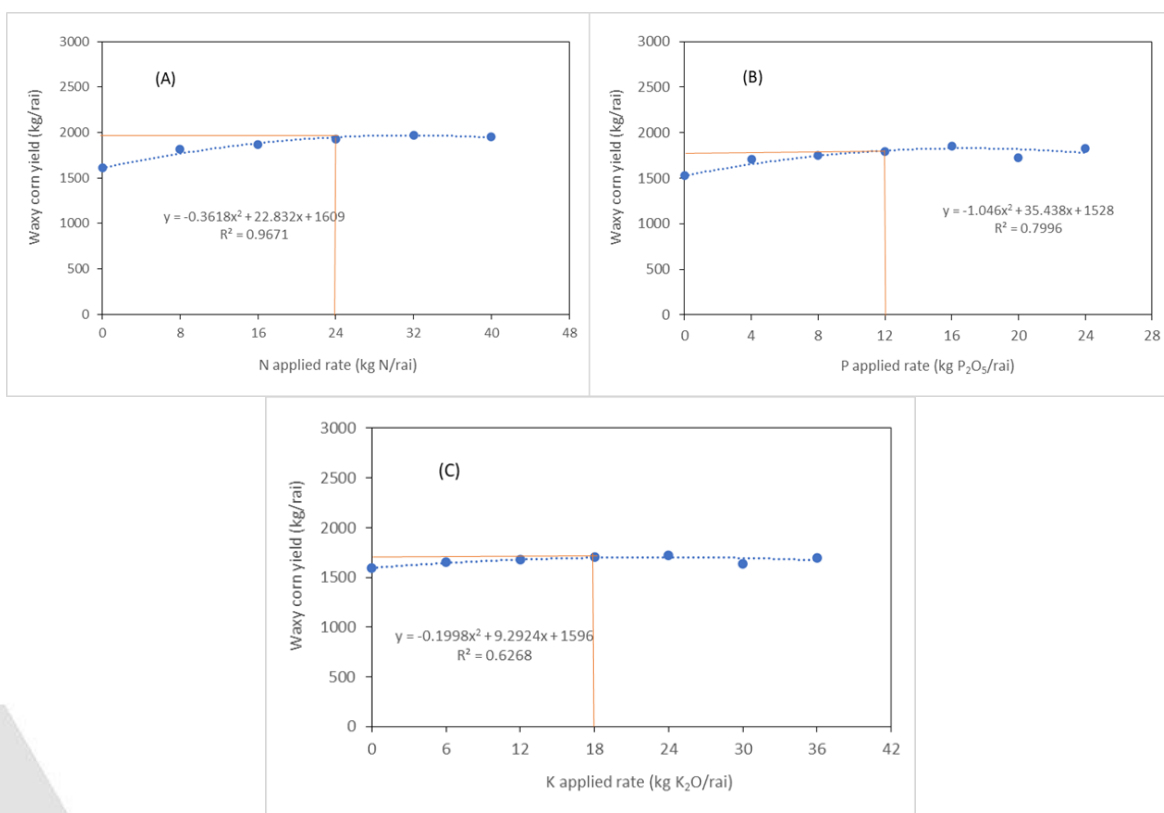 Waxy corn yield (kg/rai)
3000
2500
2000
1500
1000
500
0
(A)
y = -0.3618x² + 22.832x + 1609
R² = 0.9671
0 8 16 24 32 40 48
N applied rate (kg N/rai)
Waxy corn yield (kg/rai)
3000
2500
2000
1500
1000
500
0
(B)
y = -1.046x² + 35.438x + 1528
R² = 0.7996
0 4 8 12 16 20 24 28
P applied rate (kg P₂O₅/rai)
Waxy corn yield (kg/rai)
3000
2500
2000
1500
1000
500
0
(C)
y = -0.1998x² + 9.2924x + 1596
R² = 0.6268
0 6 12 18 24 30 36 42
K applied rate (kg K₂O/rai)